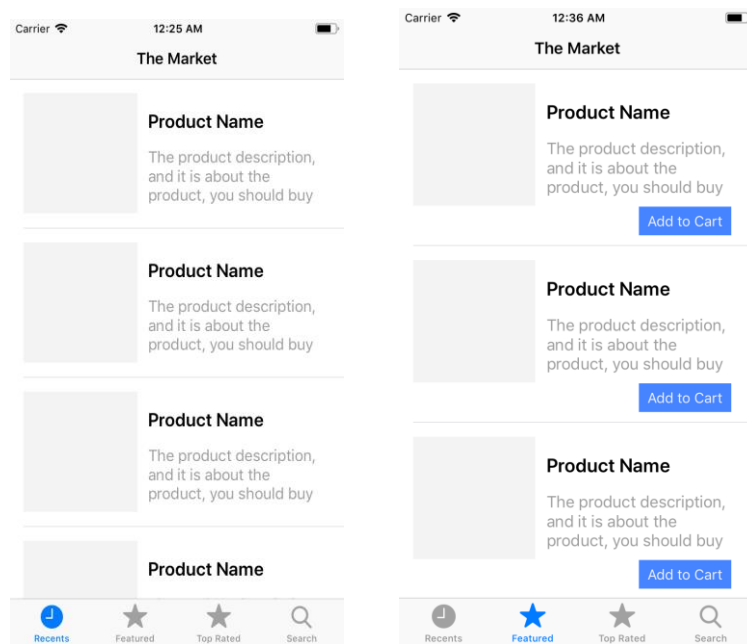 Carrier
12:25 AM
The Market
Product Name
The product description,
and it is about the
product, you should buy
Product Name
The product description,
and it is about the
product, you should buy
Product Name
The product description,
and it is about the
product, you should buy
Product Name
Recents
Featured
Top Rated
Search
Carrier
12:36 AM
The Market
Product Name
The product description,
and it is about the
product, you should buy
Add to Cart
Product Name
The product description,
and it is about the
product, you should buy
Add to Cart
Product Name
The product description,
and it is about the
product, you should buy
Add to Cart
Recents
Featured
Top Rated
Search